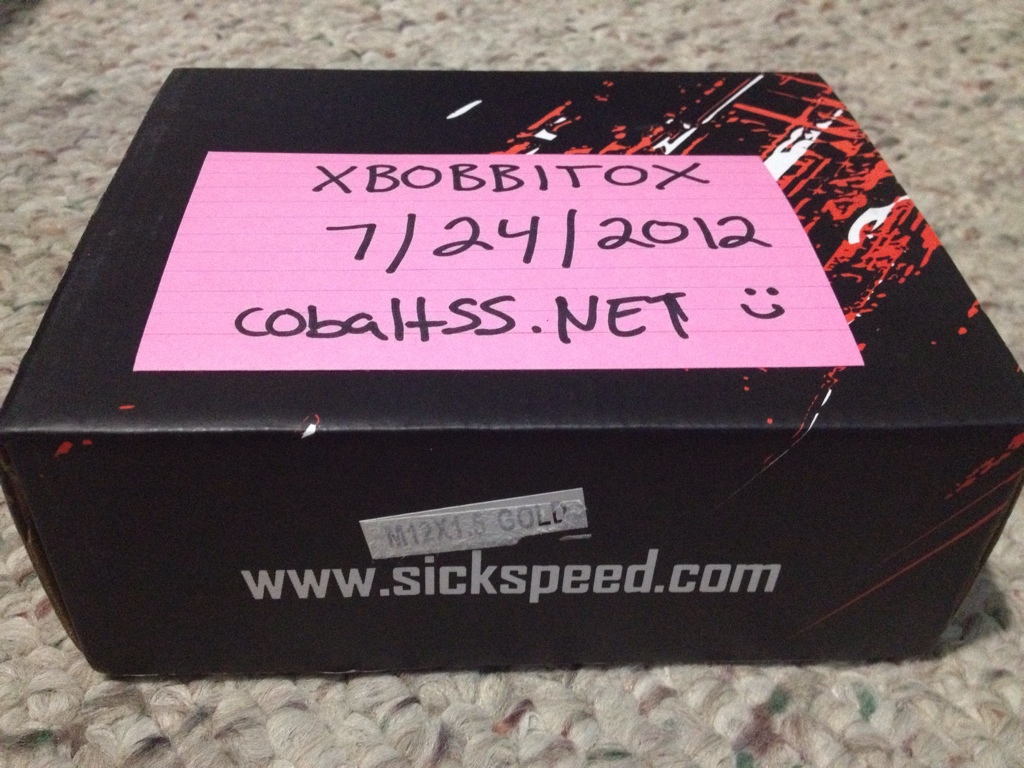 XBOBBITOX
7/24/2012
cobaltSS.NET
M12X1.5 GOLD
www.sickspeed.com